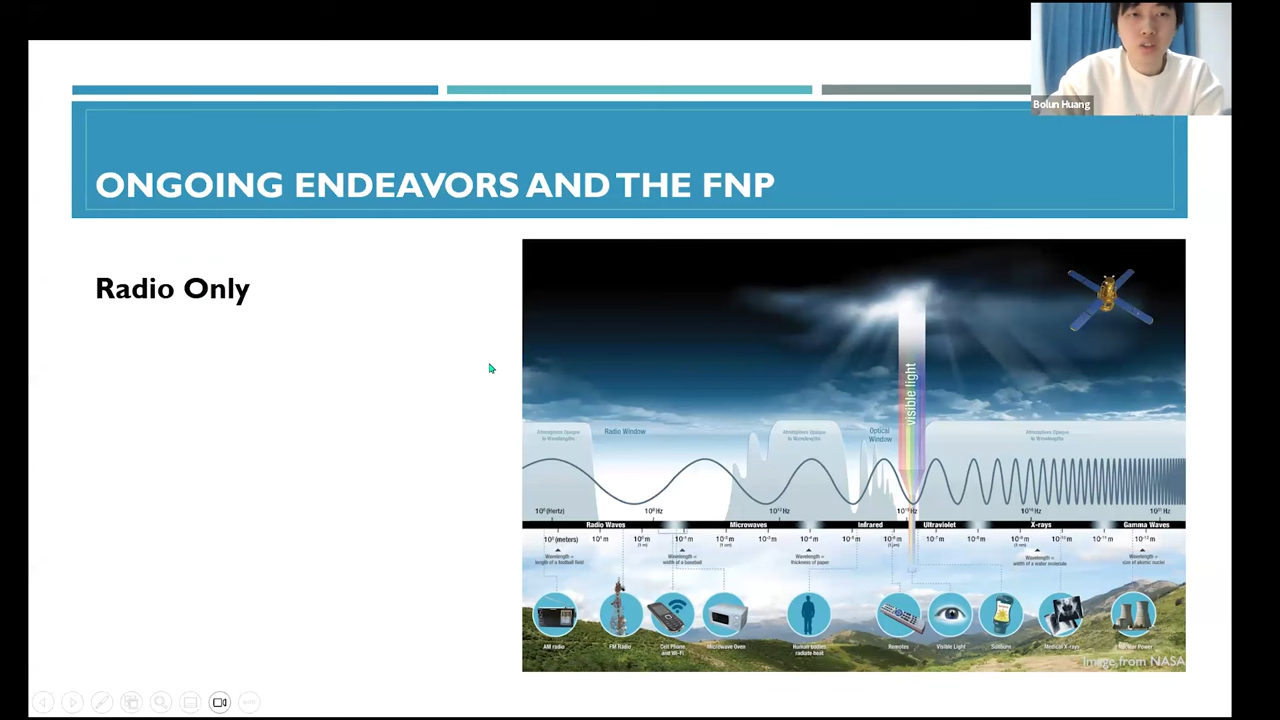 Bolun Huang
ONGOING ENDEAVORS AND THE FNP
Radio Only
visible light
Atmosphere Opaque
to Wavelengths
Radio Window
Atmosphere Opaque
to Wavelengths
Optical
Window
Atmosphere Opaque
to Wavelengths
Radio Waves
Microwaves
Infrared
Ultraviolet
X-rays
Gamma Waves
Wavelength =
length of a football field
Wavelength =
width of a baseball
Wavelength =
thickness of paper
Wavelength =
width of a water molecule
Wavelength =
size of atomic nuclei
AM radio
FM Radio
Cell Phone
and Wi-Fi
Microwave Oven
Human bodies
radiate heat
Remotes
Visible Light
Medical X-rays
Nuclear Power
Image from NASA